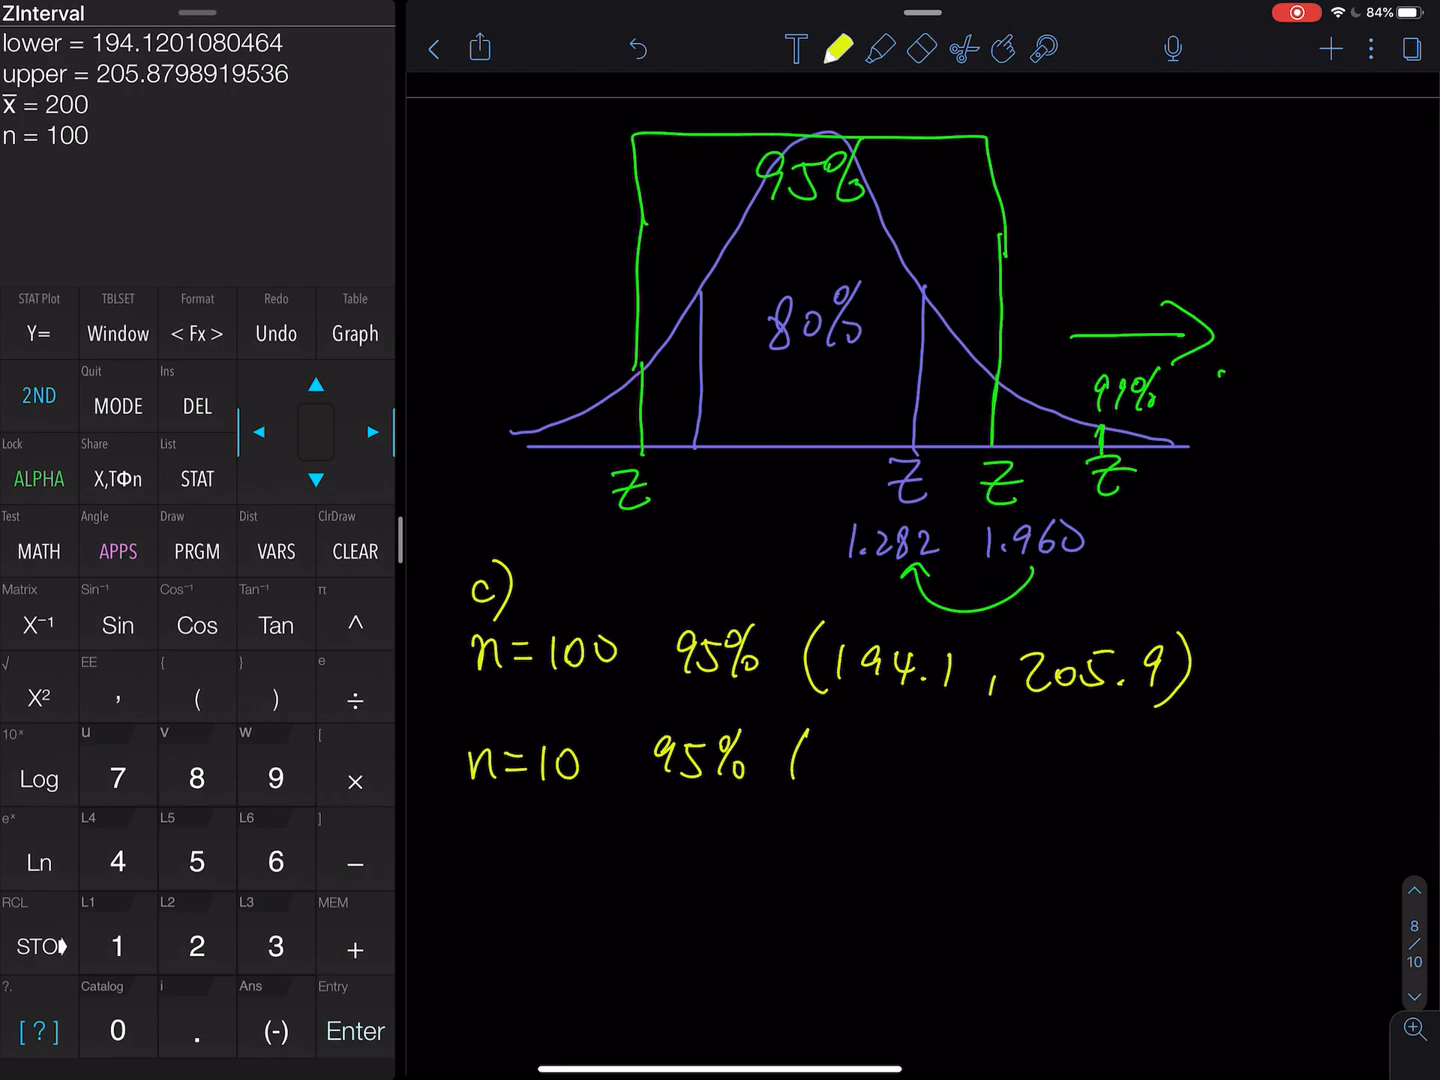 ZInterval
lower = 194.1201080464
upper = 205.8798919536
x̅ = 200
n = 100
84%
T
STAT Plot TBLSET Format Redo Table
Y= Window < Fx > Undo Graph
Quit Ins
2ND MODE DEL
Lock Share List
ALPHA X,TΦn STAT
Test Angle Draw Dist ClrDraw
MATH APPS PRGM VARS CLEAR
Matrix Sin⁻¹ Cos⁻¹ Tan⁻¹ π
X⁻¹ Sin Cos Tan ^
√ EE { } e
X² , ( ) ÷
10ˣ u v w [
Log 7 8 9 ×
eˣ L4 L5 L6 ]
Ln 4 5 6 −
RCL L1 L2 L3 MEM
STO 1 2 3 +
?. Catalog i Ans Entry
[ ? ] 0 . (-) Enter
95%
80%
99%
Z Z Z Z
1.282 1.960
c)
n=100 95% (194.1 , 205.9)
n=10 95% (
8
/
10